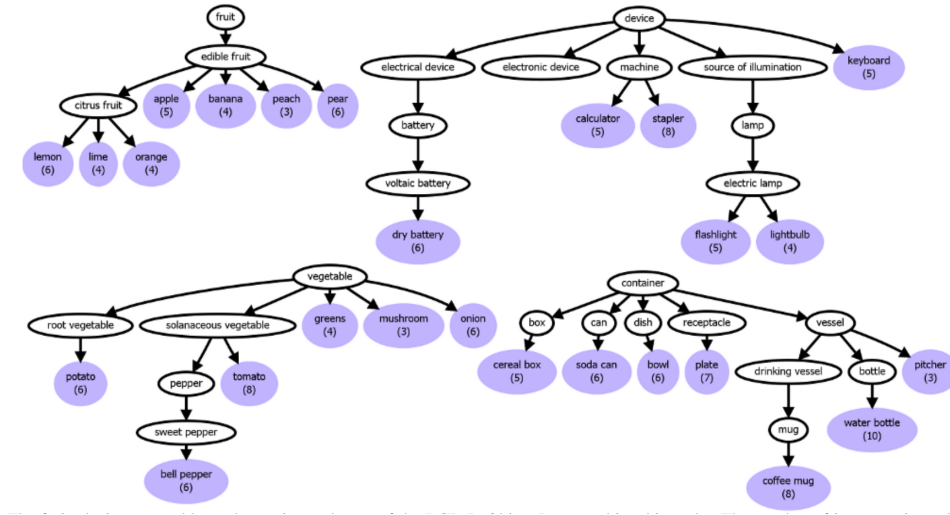 fruit
edible fruit
citrus fruit
apple
(5)
banana
(4)
peach
(3)
pear
(6)
lemon
(6)
lime
(4)
orange
(4)
device
electrical device
electronic device
machine
source of illumination
keyboard
(5)
battery
calculator
(5)
stapler
(8)
lamp
voltaic battery
electric lamp
dry battery
(6)
flashlight
(5)
lightbulb
(4)
vegetable
root vegetable
solanaceous vegetable
greens
(4)
mushroom
(3)
onion
(6)
potato
(6)
pepper
tomato
(8)
sweet pepper
bell pepper
(6)
container
box
can
dish
receptacle
vessel
cereal box
(5)
soda can
(6)
bowl
(6)
plate
(7)
drinking vessel
bottle
pitcher
(3)
mug
water bottle
(10)
coffee mug
(8)